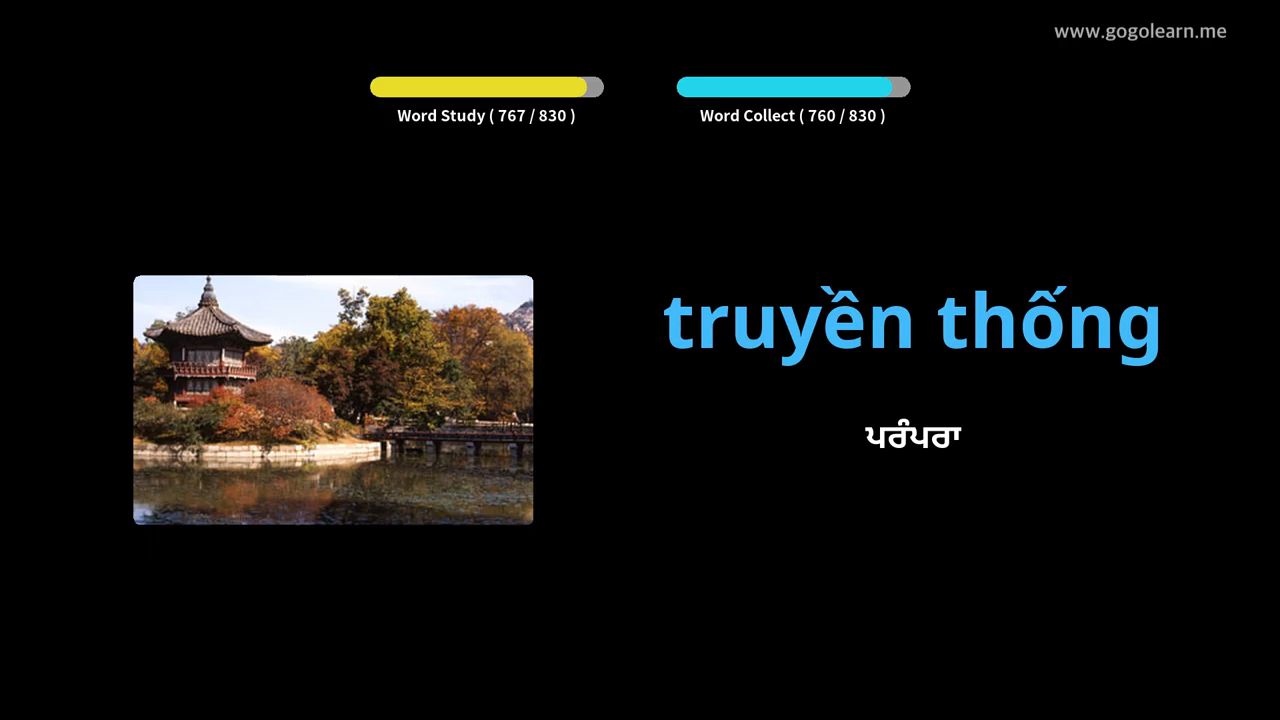 www.gogolearn.me
Word Study ( 767 / 830 )
Word Collect ( 760 / 830 )
truyền thống
ਪਰੰਪਰਾ